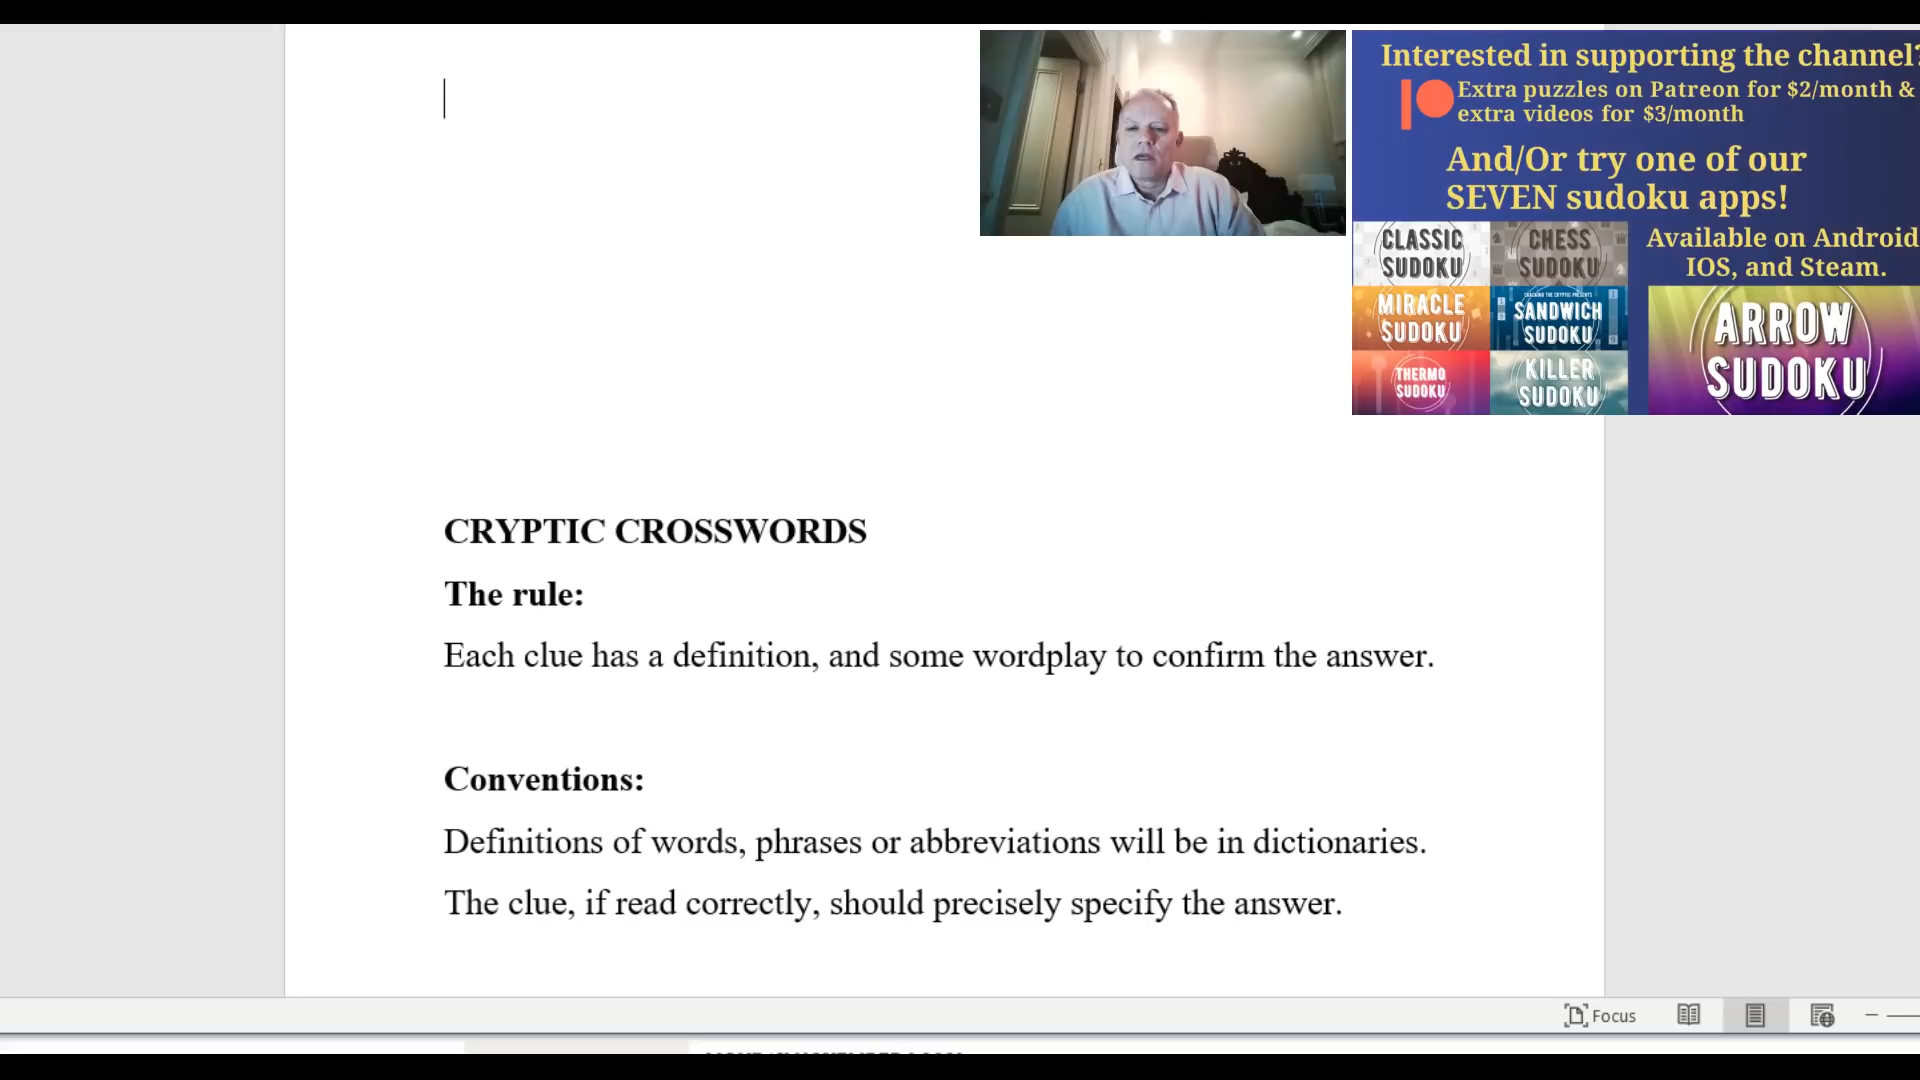 Interested in supporting the channel?
Extra puzzles on Patreon for $2/month &
extra videos for $3/month
And/Or try one of our
SEVEN sudoku apps!
CLASSIC
SUDOKU
CHESS
SUDOKU
Available on Android
IOS, and Steam.
MIRACLE
SUDOKU
CRACKING THE CRYPTIC PRESENTS
SANDWICH
SUDOKU
ARROW
SUDOKU
THERMO
SUDOKU
KILLER
SUDOKU
CRYPTIC CROSSWORDS
The rule:
Each clue has a definition, and some wordplay to confirm the answer.
Conventions:
Definitions of words, phrases or abbreviations will be in dictionaries.
The clue, if read correctly, should precisely specify the answer.
Focus